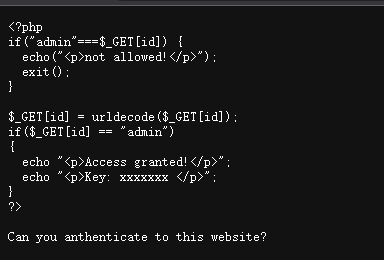 <?php
if("admin"===$_GET[id]) {
  echo("<p>not allowed!</p>");
  exit();
}
$_GET[id] = urldecode($_GET[id]);
if($_GET[id] == "admin")
{
  echo "<p>Access granted!</p>";
  echo "<p>Key: xxxxxxx </p>";
}
?>
Can you anthenticate to this website?